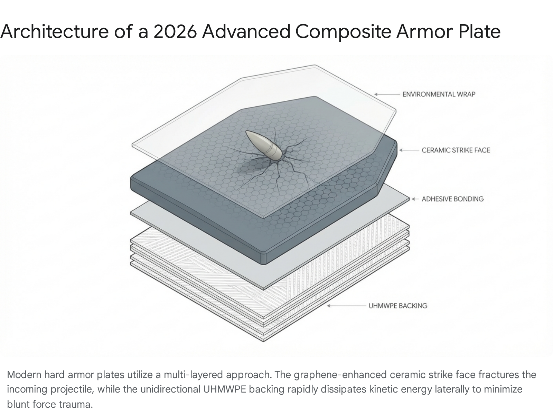 Architecture of a 2026 Advanced Composite Armor Plate
ENVIRONMENTAL WRAP
CERAMIC STRIKE FACE
ADHESIVE BONDING
UHMWPE BACKING
Modern hard armor plates utilize a multi-layered approach. The graphene-enhanced ceramic strike face fractures the
incoming projectile, while the unidirectional UHMWPE backing rapidly dissipates kinetic energy laterally to minimize
blunt force trauma.